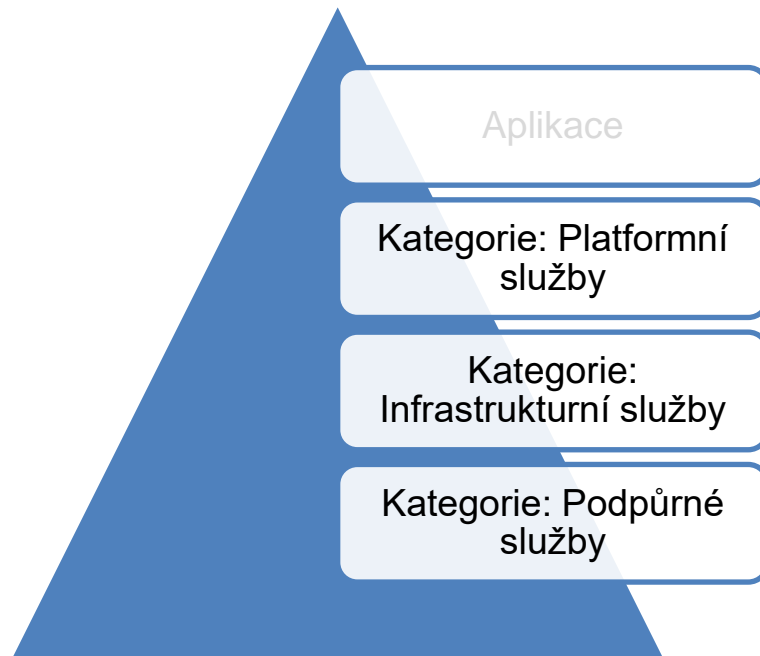 Aplikace
Kategorie: Platformní
služby
Kategorie:
Infrastrukturní služby
Kategorie: Podpůrné
služby